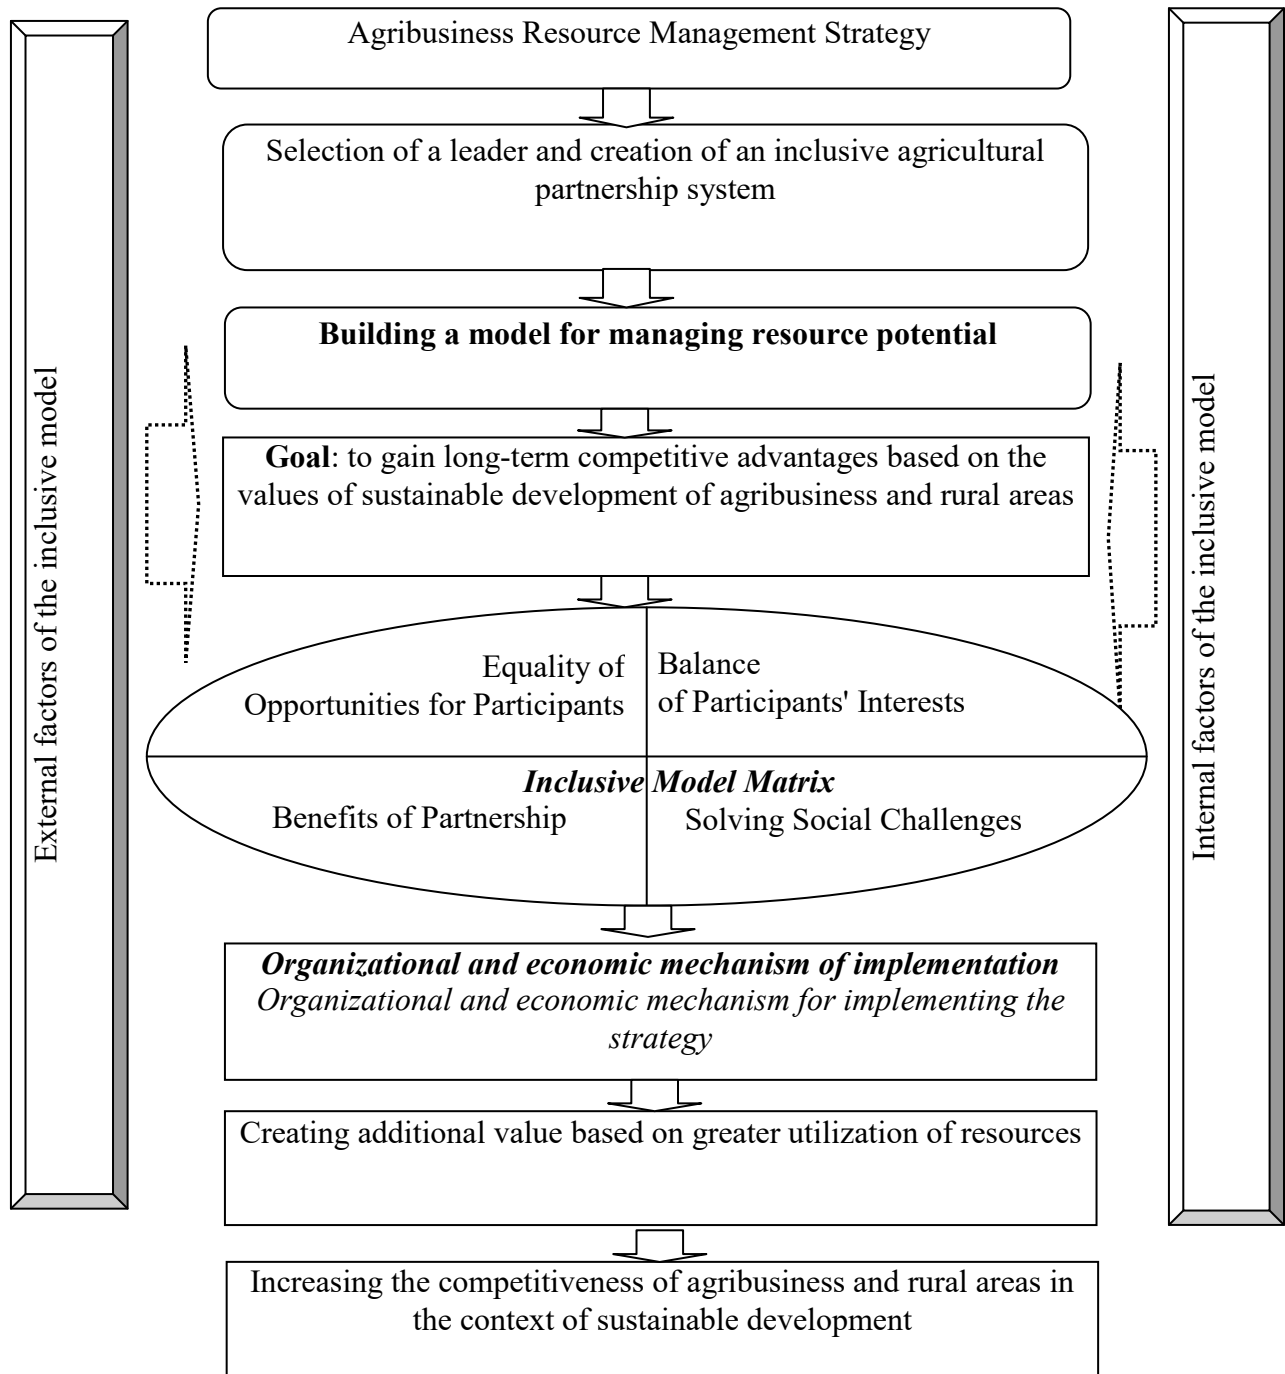 Agribusiness Resource Management Strategy
Selection of a leader and creation of an inclusive agricultural
partnership system
Building a model for managing resource potential
Goal: to gain long-term competitive advantages based on the
values of sustainable development of agribusiness and rural areas
External factors of the inclusive model
Internal factors of the inclusive model
Equality of
Opportunities for Participants
Balance
of Participants' Interests
Inclusive Model Matrix
Benefits of Partnership
Solving Social Challenges
Organizational and economic mechanism of implementation
Organizational and economic mechanism for implementing the
strategy
Creating additional value based on greater utilization of resources
Increasing the competitiveness of agribusiness and rural areas in
the context of sustainable development